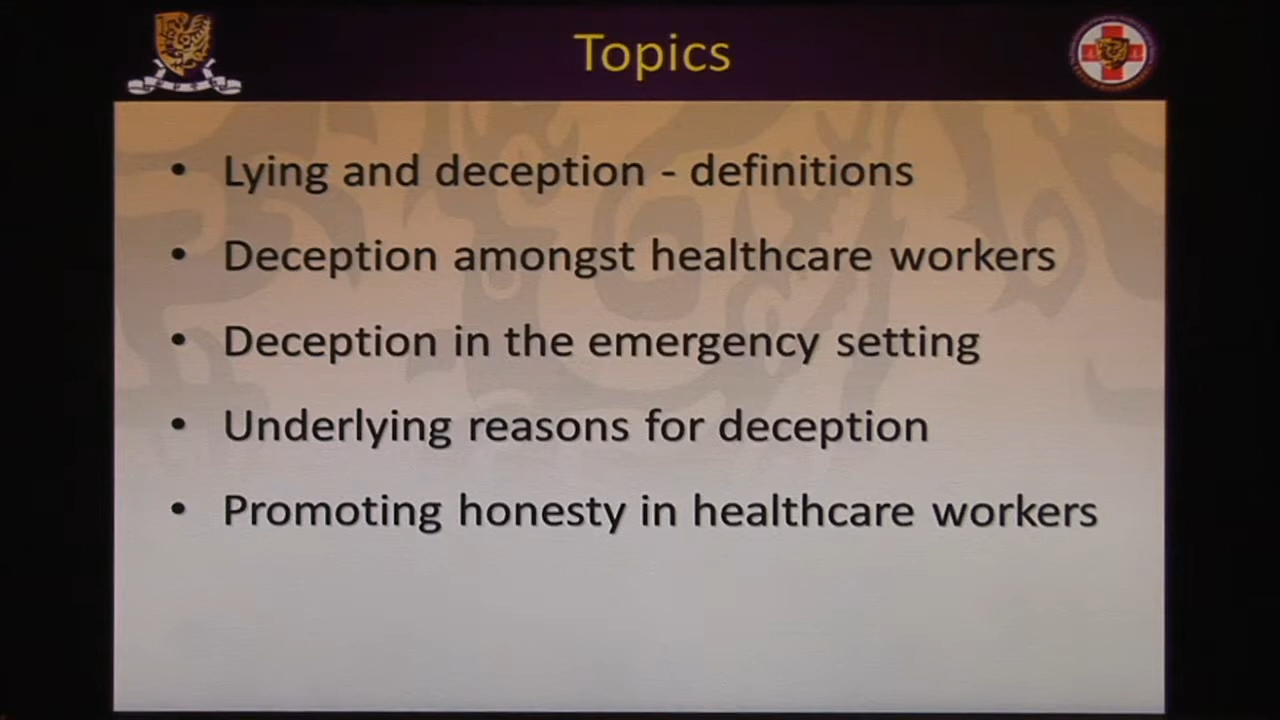 Topics
• Lying and deception - definitions
• Deception amongst healthcare workers
• Deception in the emergency setting
• Underlying reasons for deception
• Promoting honesty in healthcare workers